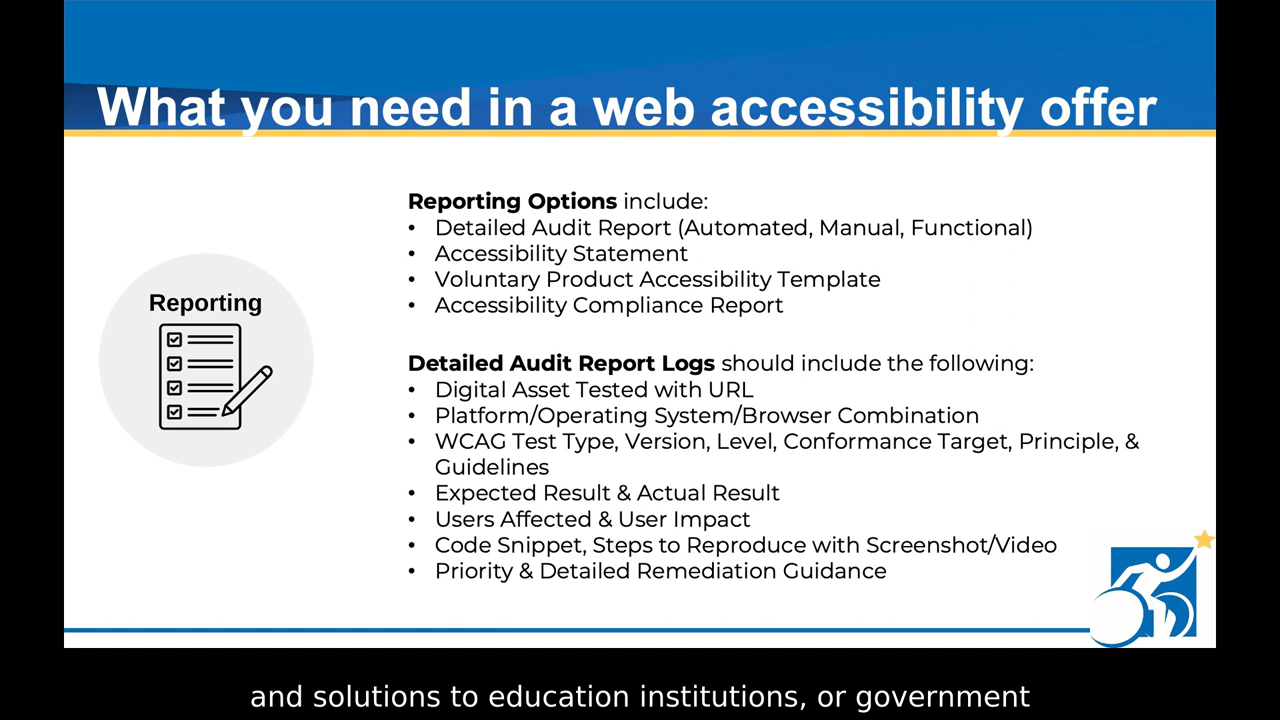 What you need in a web accessibility offer
Reporting
Reporting Options include:
• Detailed Audit Report (Automated, Manual, Functional)
• Accessibility Statement
• Voluntary Product Accessibility Template
• Accessibility Compliance Report
Detailed Audit Report Logs should include the following:
• Digital Asset Tested with URL
• Platform/Operating System/Browser Combination
• WCAG Test Type, Version, Level, Conformance Target, Principle, &
Guidelines
• Expected Result & Actual Result
• Users Affected & User Impact
• Code Snippet, Steps to Reproduce with Screenshot/Video
• Priority & Detailed Remediation Guidance
and solutions to education institutions, or government